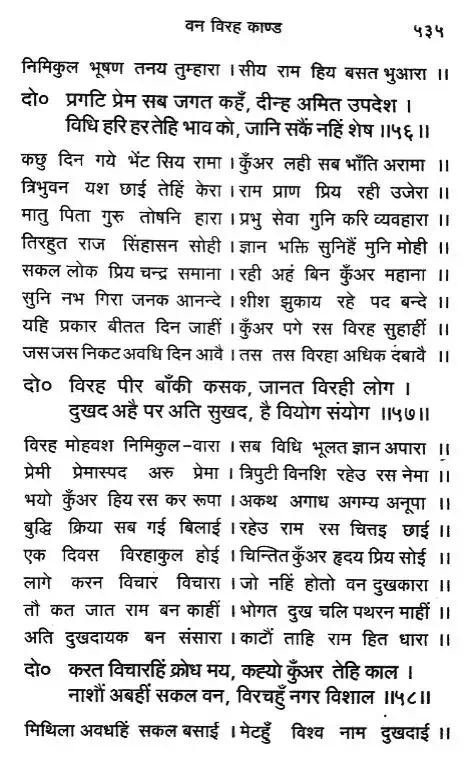 वन विरह काण्ड ५३५
निमिकुल भूषण तनय तुम्हारा । सीय राम हिय बसत भुआरा ॥
दो० प्रगटि प्रेम सब जगत कहँ, दीन्ह अमित उपदेश ।
विधि हरि हर तेहि भाव को, जानि सकैं नहिं शेष ॥५६॥
कछु दिन गये भेंट सिय रामा । कुँअर लही सब भाँति अरामा ॥
त्रिभुवन यश छाई तेहिं केरा । राम प्राण प्रिय रही उजेरा ॥
मातु पिता गुरु तोषनि हारा । प्रभु सेवा गुनि करि व्यवहारा ॥
तिरहुत राज सिंहासन सोही । ज्ञान भक्ति सुनिहैं मुनि मोही ॥
सकल लोक प्रिय चन्द्र समाना । रही अहं बिन कुँअर महाना ॥
सुनि नभ गिरा जनक आनन्दे । शीश झुकाय रहे पद बन्दे ॥
यहि प्रकार बीतत दिन जाहीं । कुँअर पगे रस विरह सुहाहीं ॥
जस जस निकट अवधि दिन आवै । तस तस विरहा अधिक दंबावै ॥
दो० विरह पीर बाँकी कसक, जानत विरही लोग ।
दुखद अहै पर अति सुखद, है वियोग संयोग ॥५७॥
विरह मोहवश निमिकुल-वारा । सब विधि भूलत ज्ञान अपारा ॥
प्रेमी प्रेमास्पद अरु प्रेमा । त्रिपुटी विनशि रहेउ रस नेमा ॥
भयो कुँअर हिय रस कर रूपा । अकथ अगाध अगम्य अनूपा ॥
बुद्धि क्रिया सब गई बिलाई । रहेउ राम रस चित्तइ छाई ॥
एक दिवस विरहाकुल होई । चिन्तित कुँअर हृदय प्रिय सोई ॥
लागे करन विचार विचारा । जो नहिं होतो वन दुखकारा ॥
तौ कत जात राम बन काहीं । भोगत दुख चलि पथरन माहीं ॥
अति दुखदायक बन संसारा । काटौं ताहि राम हित धारा ॥
दो० करत विचारहिं क्रोध मय, कह्यो कुँअर तेहि काल ।
नाशौं अबहीं सकल वन, विरचहुँ नगर विशाल ॥५८॥
मिथिला अवधहिं सकल बसाई । मेटहुँ विश्व नाम दुखदाई ॥